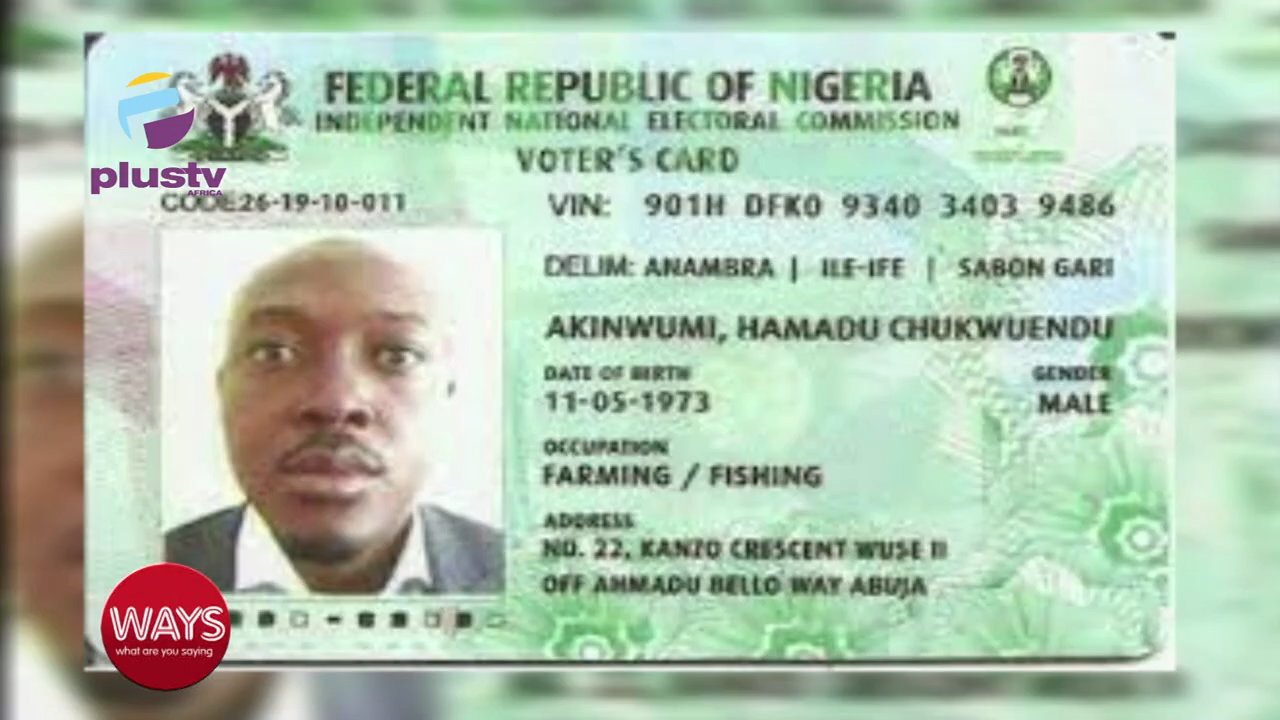 FEDERAL REPUBLIC OF NIGERIA
INDEPENDENT NATIONAL ELECTORAL COMMISSION
VOTER'S CARD
plustv
AFRICA
CODE 26-19-10-011
VIN: 901H DFK0 9340 3403 9486
DELIM: ANAMBRA | ILE-IFE | SABON GARI
AKINWUMI, HAMADU CHUKWUENDU
DATE OF BIRTH
GENDER
11-05-1973
MALE
OCCUPATION
FARMING / FISHING
ADDRESS
NO. 22, KANZO CRESCENT WUSE II
OFF AHMADU BELLO WAY ABUJA
WAYS
what are you saying